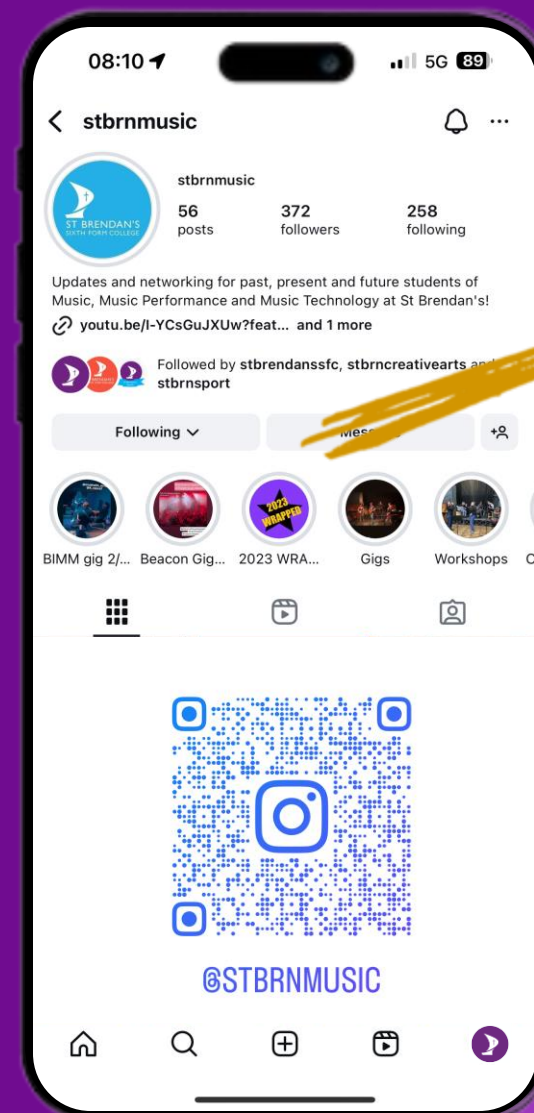 08:10
5G 89
stbrnmusic
ST BRENDAN'S
SIXTH FORM COLLEGE
stbrnmusic
56 372 258
posts followers following
Updates and networking for past, present and future students of
Music, Music Performance and Music Technology at St Brendan's!
youtu.be/I-YCsGuJXUw?feat... and 1 more
Followed by stbrendanssfc, stbrncreativearts and
stbrnsport
Following
2023
WRAPPED
BIMM gig 2/... Beacon Gig... 2023 WRA... Gigs Workshops
@STBRNMUSIC